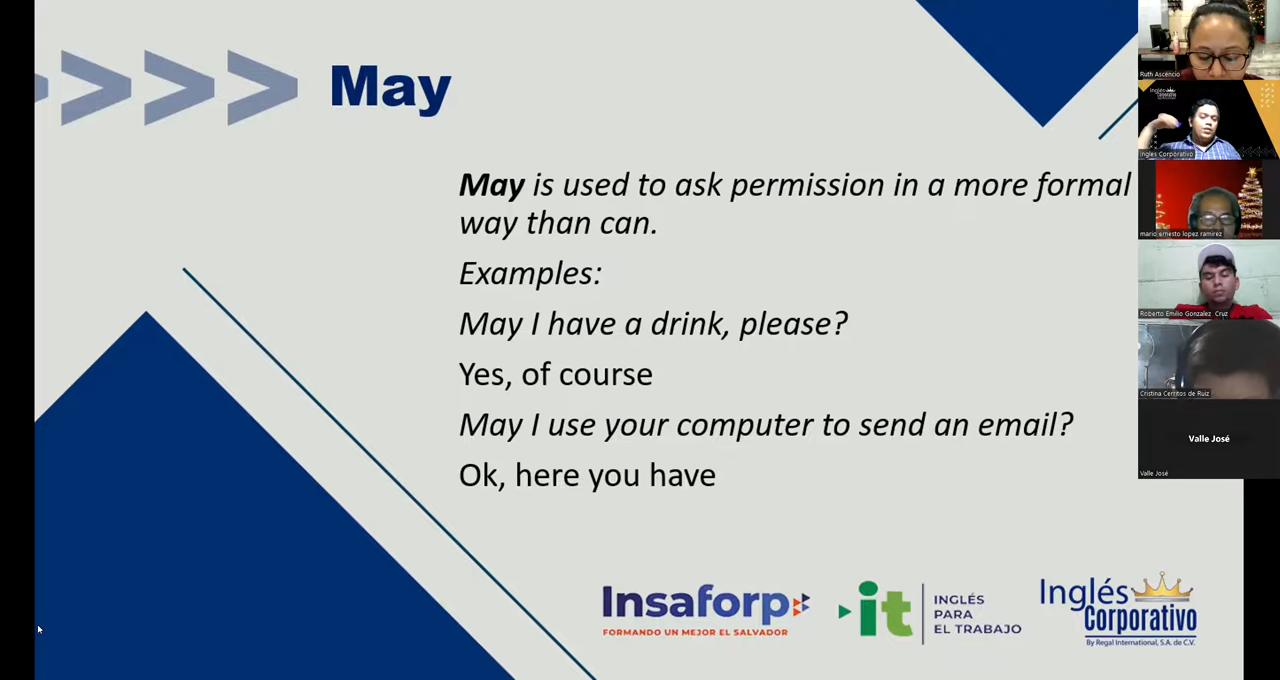 May
May is used to ask permission in a more formal
way than can.
Examples:
May I have a drink, please?
Yes, of course
May I use your computer to send an email?
Ok, here you have
Insaforp
FORMANDO UN MEJOR EL SALVADOR
it
INGLÉS
PARA
EL TRABAJO
Inglés
Corporativo
By Regal International, S.A. de C.V.
Ruth Ascencio
Inglés
Corporativo
Ingles Corporativo
mario ernesto lopez ramirez
Roberto Emilio Gonzalez Cruz
Cristina Cerritos de Ruiz
Valle José
Valle José